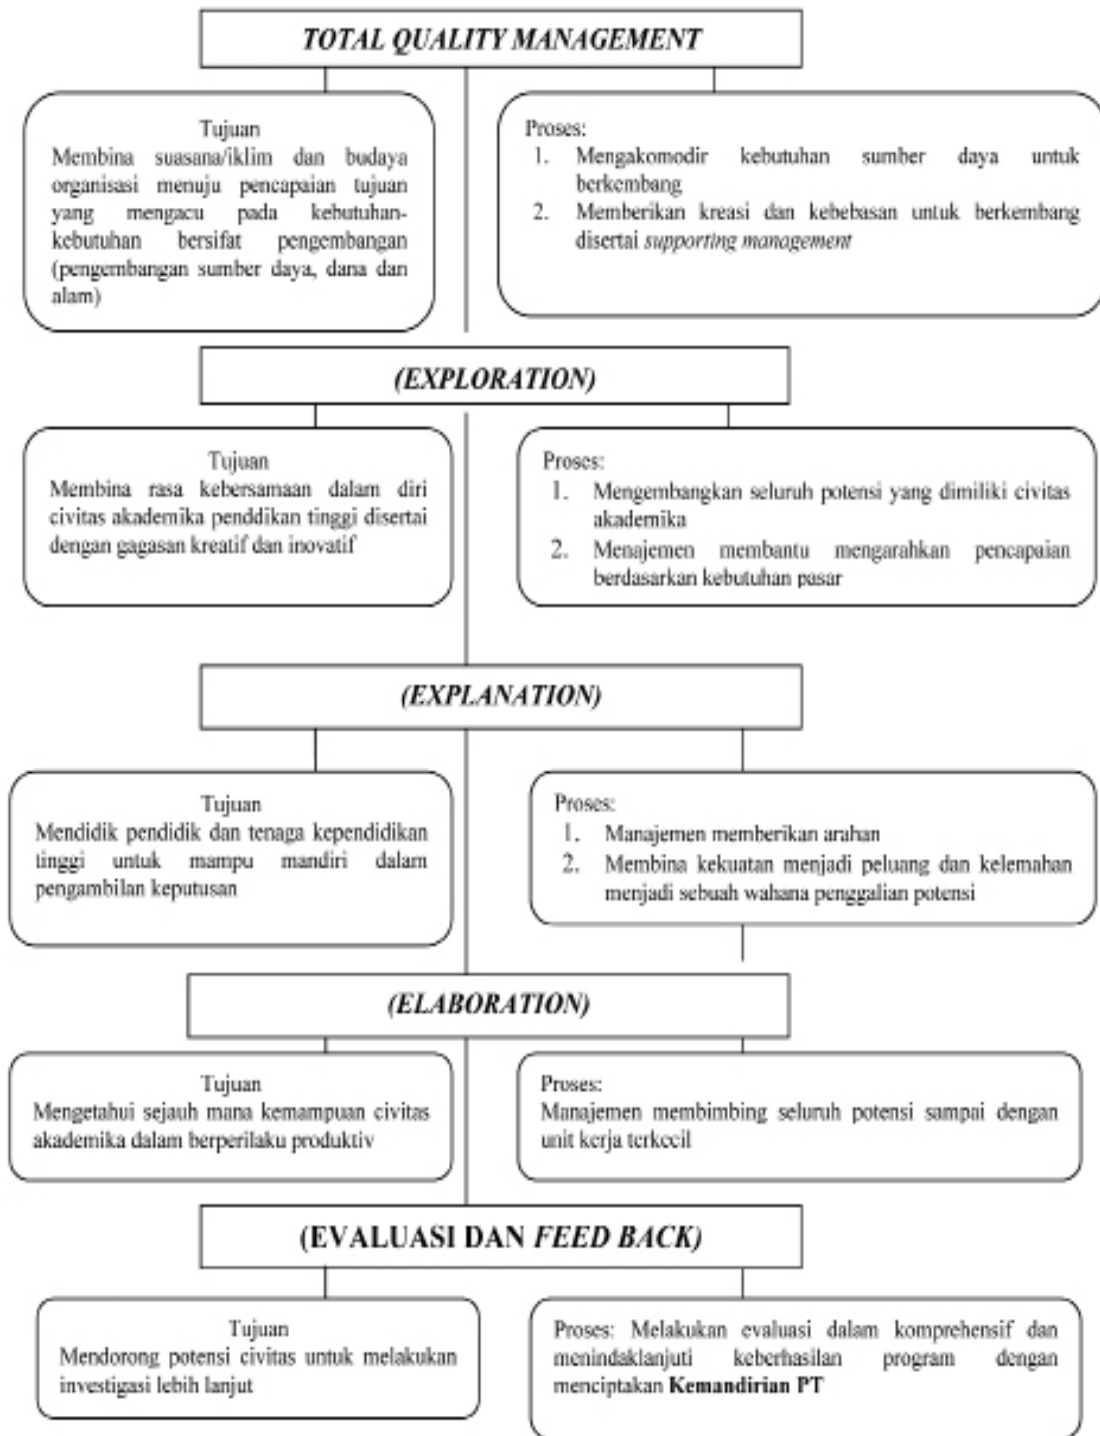 TOTAL QUALITY MANAGEMENT
Tujuan
Membina suasana/iklim dan budaya
organisasi menuju pencapaian tujuan
yang mengacu pada kebutuhan-
kebutuhan bersifat pengembangan
(pengembangan sumber daya, dana dan
alam)
Proses:
1. Mengakomodir kebutuhan sumber daya untuk
berkembang
2. Memberikan kreasi dan kebebasan untuk berkembang
disertai supporting management
(EXPLORATION)
Tujuan
Membina rasa kebersamaan dalam diri
civitas akademika penddikan tinggi disertai
dengan gagasan kreatif dan inovatif
Proses:
1. Mengembangkan seluruh potensi yang dimiliki civitas
akademika
2. Menajemen membantu mengarahkan pencapaian
berdasarkan kebutuhan pasar
(EXPLANATION)
Tujuan
Mendidik pendidik dan tenaga kependidikan
tinggi untuk mampu mandiri dalam
pengambilan keputusan
Proses:
1. Manajemen memberikan arahan
2. Membina kekuatan menjadi peluang dan kelemahan
menjadi sebuah wahana penggalian potensi
(ELABORATION)
Tujuan
Mengetahui sejauh mana kemampuan civitas
akademika dalam berperilaku produktiv
Proses:
Manajemen membimbing seluruh potensi sampai dengan
unit kerja terkecil
(EVALUASI DAN FEED BACK)
Tujuan
Mendorong potensi civitas untuk melakukan
investigasi lebih lanjut
Proses: Melakukan evaluasi dalam komprehensif dan
menindaklanjuti keberhasilan program dengan
menciptakan Kemandirian PT